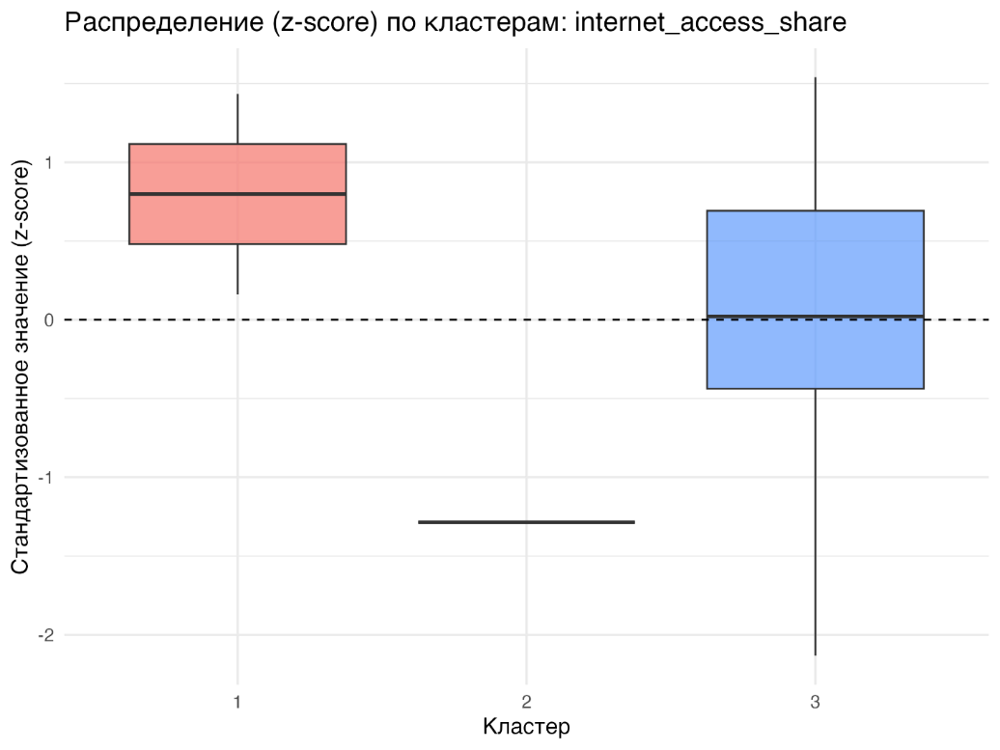 Распределение (z-score) по кластерам: internet_access_share
Стандартизованное значение (z-score)
1
0
-1
-2
1 2 3
Кластер